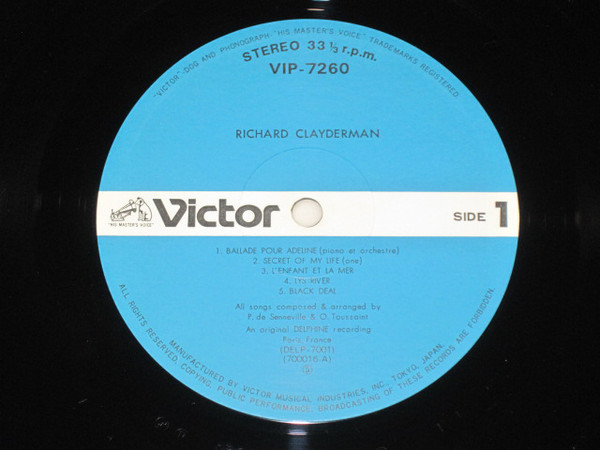 "VICTOR"-DOG AND PHONOGRAPH "HIS MASTER'S VOICE" TRADEMARKS REGISTERED
STEREO 33 ⅓ r.p.m.
VIP-7260
RICHARD CLAYDERMAN
"HIS MASTER'S VOICE"
Victor
SIDE 1
1. BALLADE POUR ADELINE (piano et orchestre)
2. SECRET OF MY LIFE (one)
3. L'ENFANT ET LA MER
4. LYS RIVER
5. BLACK DEAL
All songs composed & arranged by
P. de Senneville & O. Toussaint
An original DELPHINE recording
Paris France
(DELP-7001)
(700016-A)
Ⓟ
ALL RIGHTS RESERVED. COPYING, PUBLIC PERFORMANCE, BROADCASTING OF THESE RECORDS ARE FORBIDDEN.
MANUFACTURED BY VICTOR MUSICAL INDUSTRIES, INC. TOKYO, JAPAN.